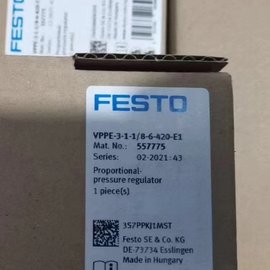 FESTO
VPPE-3-1-1/8-6-420-E1
Mat. No.: 557775
Series: 02-2021:43
Proportional-
pressure regulator
1 piece(s)
3S7PPKJ1MST
Festo SE & Co. KG
DE-73734 Esslingen
Made in Hungary